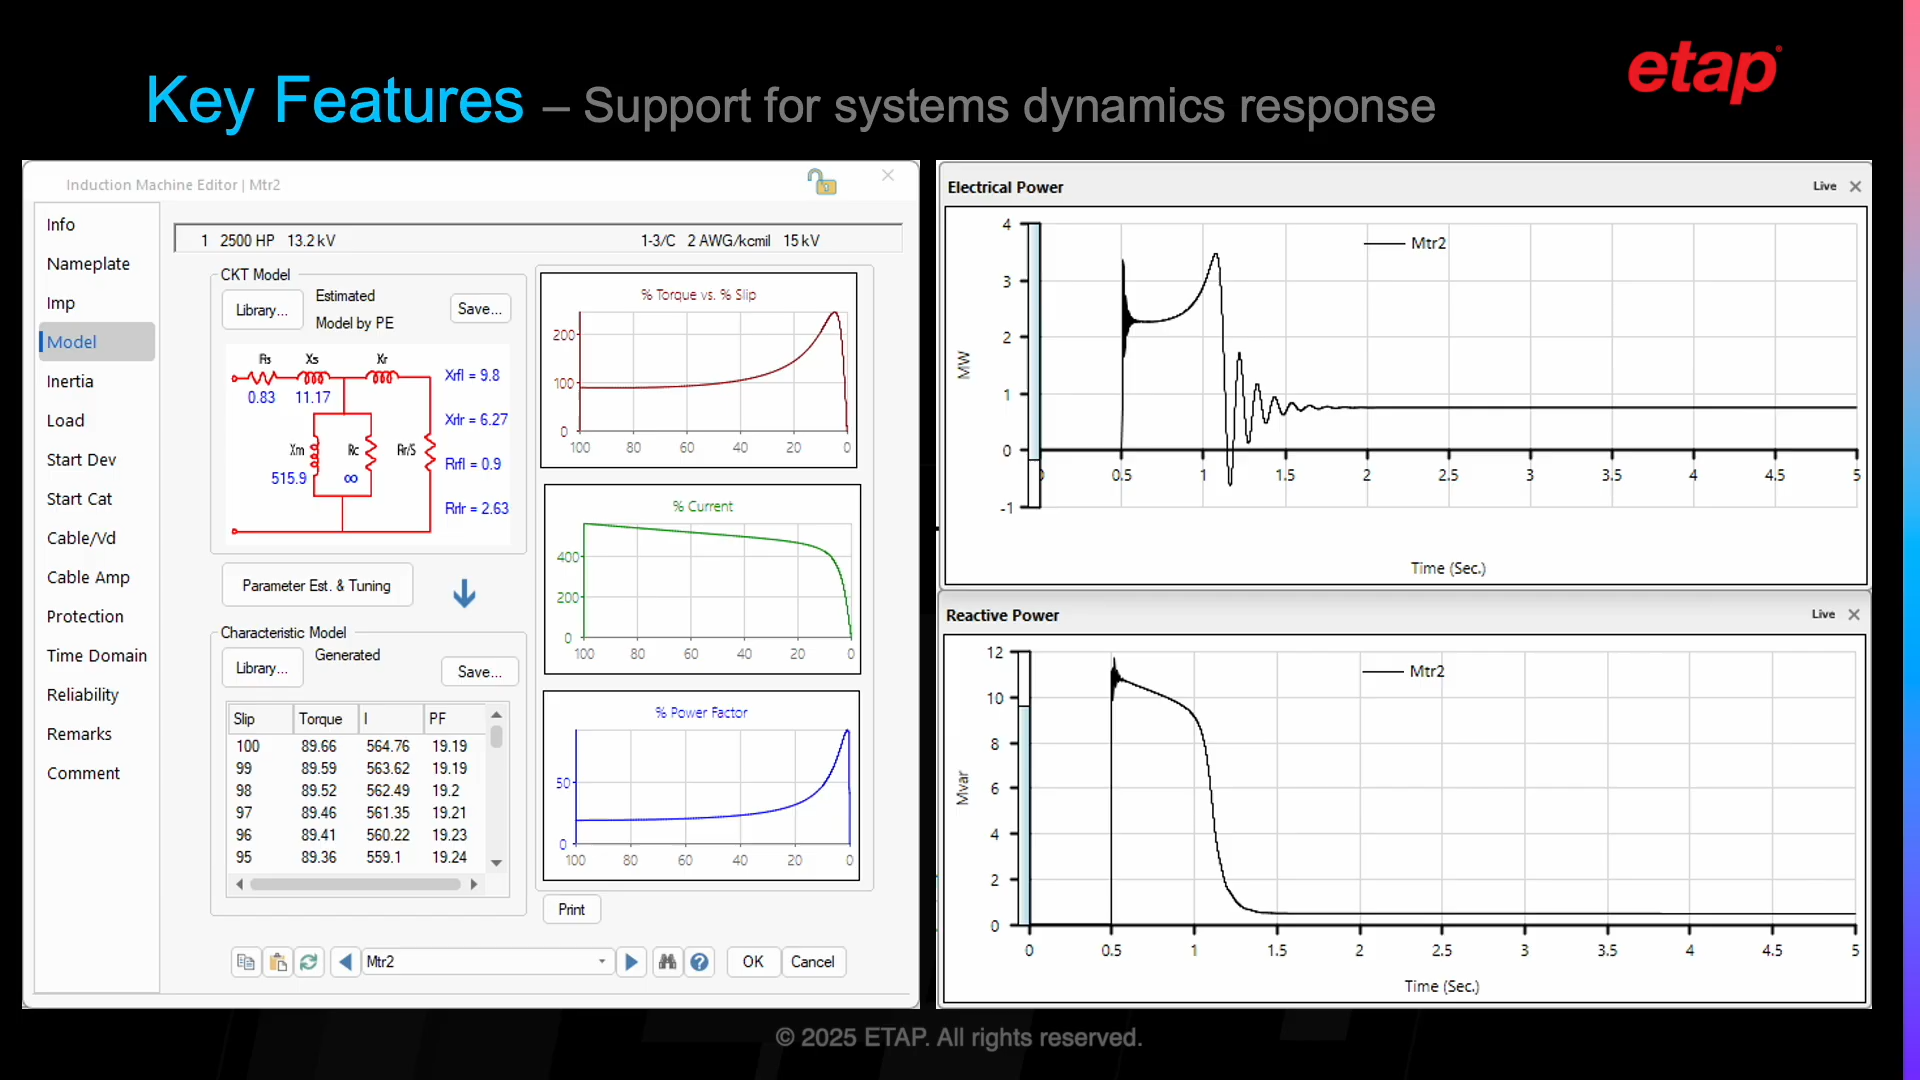 etap
Key Features – Support for systems dynamics response
Induction Machine Editor | Mtr2
Info
Nameplate
Imp
Model
Inertia
Load
Start Dev
Start Cat
Cable/Vd
Cable Amp
Protection
Time Domain
Reliability
Remarks
Comment
1 2500 HP 13.2 kV 1-3/C 2 AWG/kcmil 15 kV
CKT Model
Library... Estimated Save...
Model by PE
Rs Xs Xr
0.83 11.17
Xm Rc Rr/S
515.9 ∞
Xrfl = 9.8
Xrlr = 6.27
Rrfl = 0.9
Rrlr = 2.63
Parameter Est. & Tuning
Characteristic Model
Library... Generated Save...
Slip Torque I PF
100 89.66 564.76 19.19
99 89.59 563.62 19.19
98 89.52 562.49 19.2
97 89.46 561.35 19.21
96 89.41 560.22 19.23
95 89.36 559.1 19.24
% Torque vs. % Slip
200
100
0
100 80 60 40 20 0
% Current
400
200
0
100 80 60 40 20 0
% Power Factor
50
0
100 80 60 40 20 0
Print
Mtr2 OK Cancel
Electrical Power Live
Mtr2
MW
4
3
2
1
0
-1
0 0.5 1 1.5 2 2.5 3 3.5 4 4.5 5
Time (Sec.)
Reactive Power Live
Mtr2
Mvar
12
10
8
6
4
2
0
0 0.5 1 1.5 2 2.5 3 3.5 4 4.5 5
Time (Sec.)
© 2025 ETAP. All rights reserved.